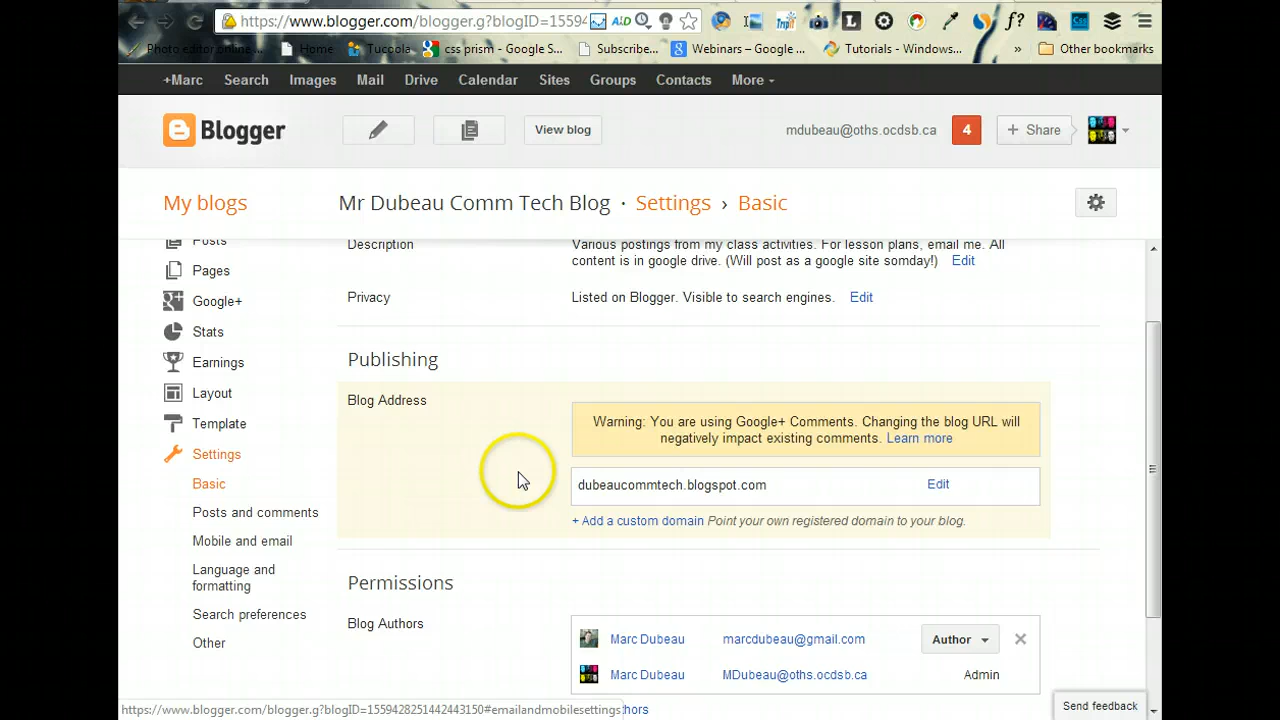 https://www.blogger.com/blogger.g?blogID=15594
Photo editor online
Home
Tuccola
css prism - Google S...
Subscribe...
Webinars – Google ...
Tutorials - Windows...
»
Other bookmarks
+Marc Search Images Mail Drive Calendar Sites Groups Contacts More
Blogger
View blog
mdubeau@oths.ocdsb.ca
4
+ Share
My blogs
Mr Dubeau Comm Tech Blog · Settings › Basic
Posts
Pages
Google+
Stats
Earnings
Layout
Template
Settings
Basic
Posts and comments
Mobile and email
Language and
formatting
Search preferences
Other
Description
Various postings from my class activities. For lesson plans, email me. All
content is in google drive. (Will post as a google site somday!) Edit
Privacy
Listed on Blogger. Visible to search engines. Edit
Publishing
Blog Address
Warning: You are using Google+ Comments. Changing the blog URL will
negatively impact existing comments. Learn more
dubeaucommtech.blogspot.com Edit
+ Add a custom domain Point your own registered domain to your blog.
Permissions
Blog Authors
Marc Dubeau marcdubeau@gmail.com Author
Marc Dubeau MDubeau@oths.ocdsb.ca Admin
https://www.blogger.com/blogger.g?blogID=1559428251442443150#emailandmobilesettings
hors
Send feedback